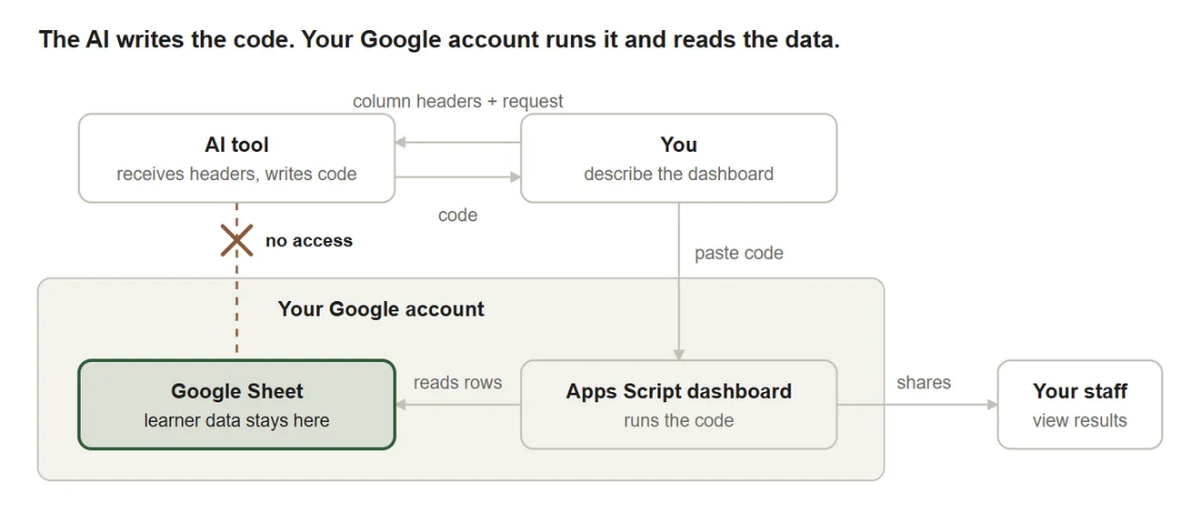 The AI writes the code. Your Google account runs it and reads the data.
column headers + request
AI tool
receives headers, writes code
You
describe the dashboard
code
no access
paste code
Your Google account
Google Sheet
learner data stays here
reads rows
Apps Script dashboard
runs the code
shares
Your staff
view results